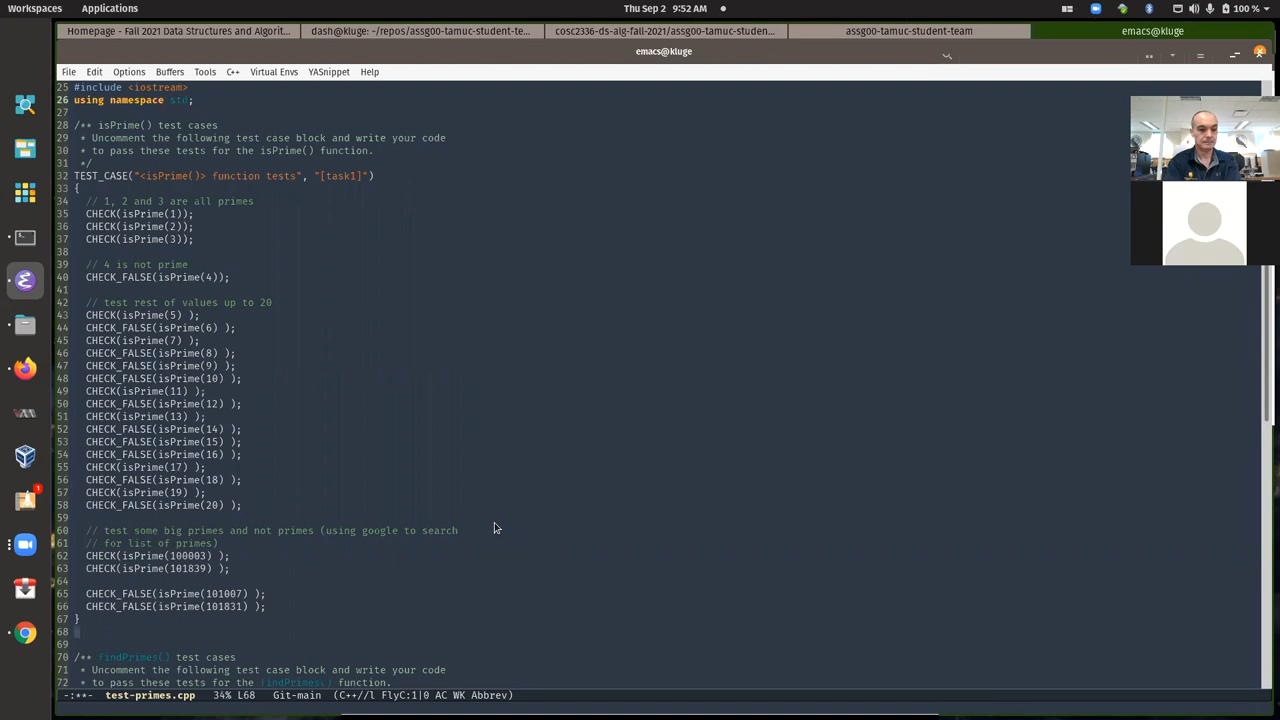 Workspaces Applications Thu Sep 2 9:52 AM 100 %
Homepage - Fall 2021 Data Structures and Algorit... dash@kluge: ~/repos/assg00-tamuc-student-te... cosc2336-ds-alg-fall-2021/assg00-tamuc-studen... assg00-tamuc-student-team emacs@kluge
emacs@kluge
File Edit Options Buffers Tools C++ Virtual Envs YASnippet Help
25 #include <iostream>
26 using namespace std;
27
28 /** isPrime() test cases
29 * Uncomment the following test case block and write your code
30 * to pass these tests for the isPrime() function.
31 */
32 TEST_CASE("<isPrime()> function tests", "[task1]")
33 {
34 // 1, 2 and 3 are all primes
35 CHECK(isPrime(1));
36 CHECK(isPrime(2));
37 CHECK(isPrime(3));
38
39 // 4 is not prime
40 CHECK_FALSE(isPrime(4));
41
42 // test rest of values up to 20
43 CHECK(isPrime(5) );
44 CHECK_FALSE(isPrime(6) );
45 CHECK(isPrime(7) );
46 CHECK_FALSE(isPrime(8) );
47 CHECK_FALSE(isPrime(9) );
48 CHECK_FALSE(isPrime(10) );
49 CHECK(isPrime(11) );
50 CHECK_FALSE(isPrime(12) );
51 CHECK(isPrime(13) );
52 CHECK_FALSE(isPrime(14) );
53 CHECK_FALSE(isPrime(15) );
54 CHECK_FALSE(isPrime(16) );
55 CHECK(isPrime(17) );
56 CHECK_FALSE(isPrime(18) );
57 CHECK(isPrime(19) );
58 CHECK_FALSE(isPrime(20) );
59
60 // test some big primes and not primes (using google to search
61 // for list of primes)
62 CHECK(isPrime(100003) );
63 CHECK(isPrime(101839) );
64
65 CHECK_FALSE(isPrime(101007) );
66 CHECK_FALSE(isPrime(101831) );
67 }
68
69
70 /** findPrimes() test cases
71 * Uncomment the following test case block and write your code
72 * to pass these tests for the findPrimes() function.
-:**- test-primes.cpp 34% L68 Git-main (C++//l FlyC:1|0 AC WK Abbrev)